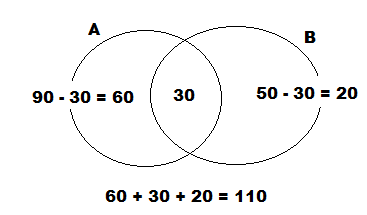 A
B
90 - 30 = 60
30
50 - 30 = 20
60 + 30 + 20 = 110